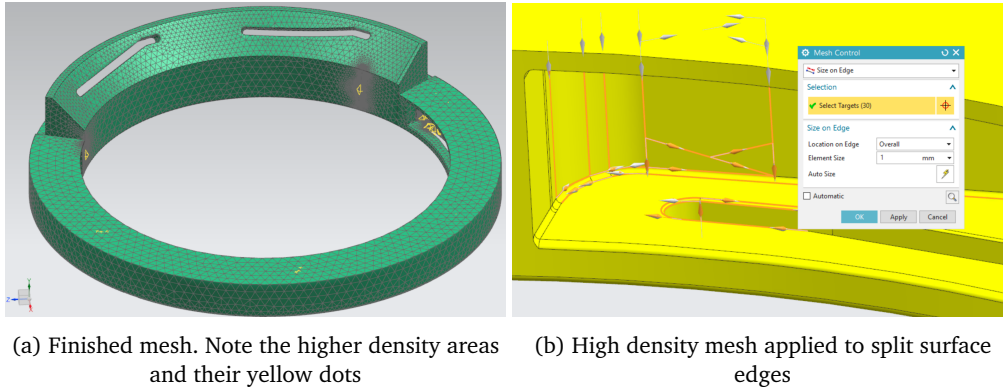 Mesh Control
Size on Edge
Selection
Select Targets (30)
Size on Edge
Location on Edge Overall
Element Size 1 mm
Auto Size
Automatic
OK Apply Cancel
Y
Z
X
(a) Finished mesh. Note the higher density areas
and their yellow dots
(b) High density mesh applied to split surface
edges